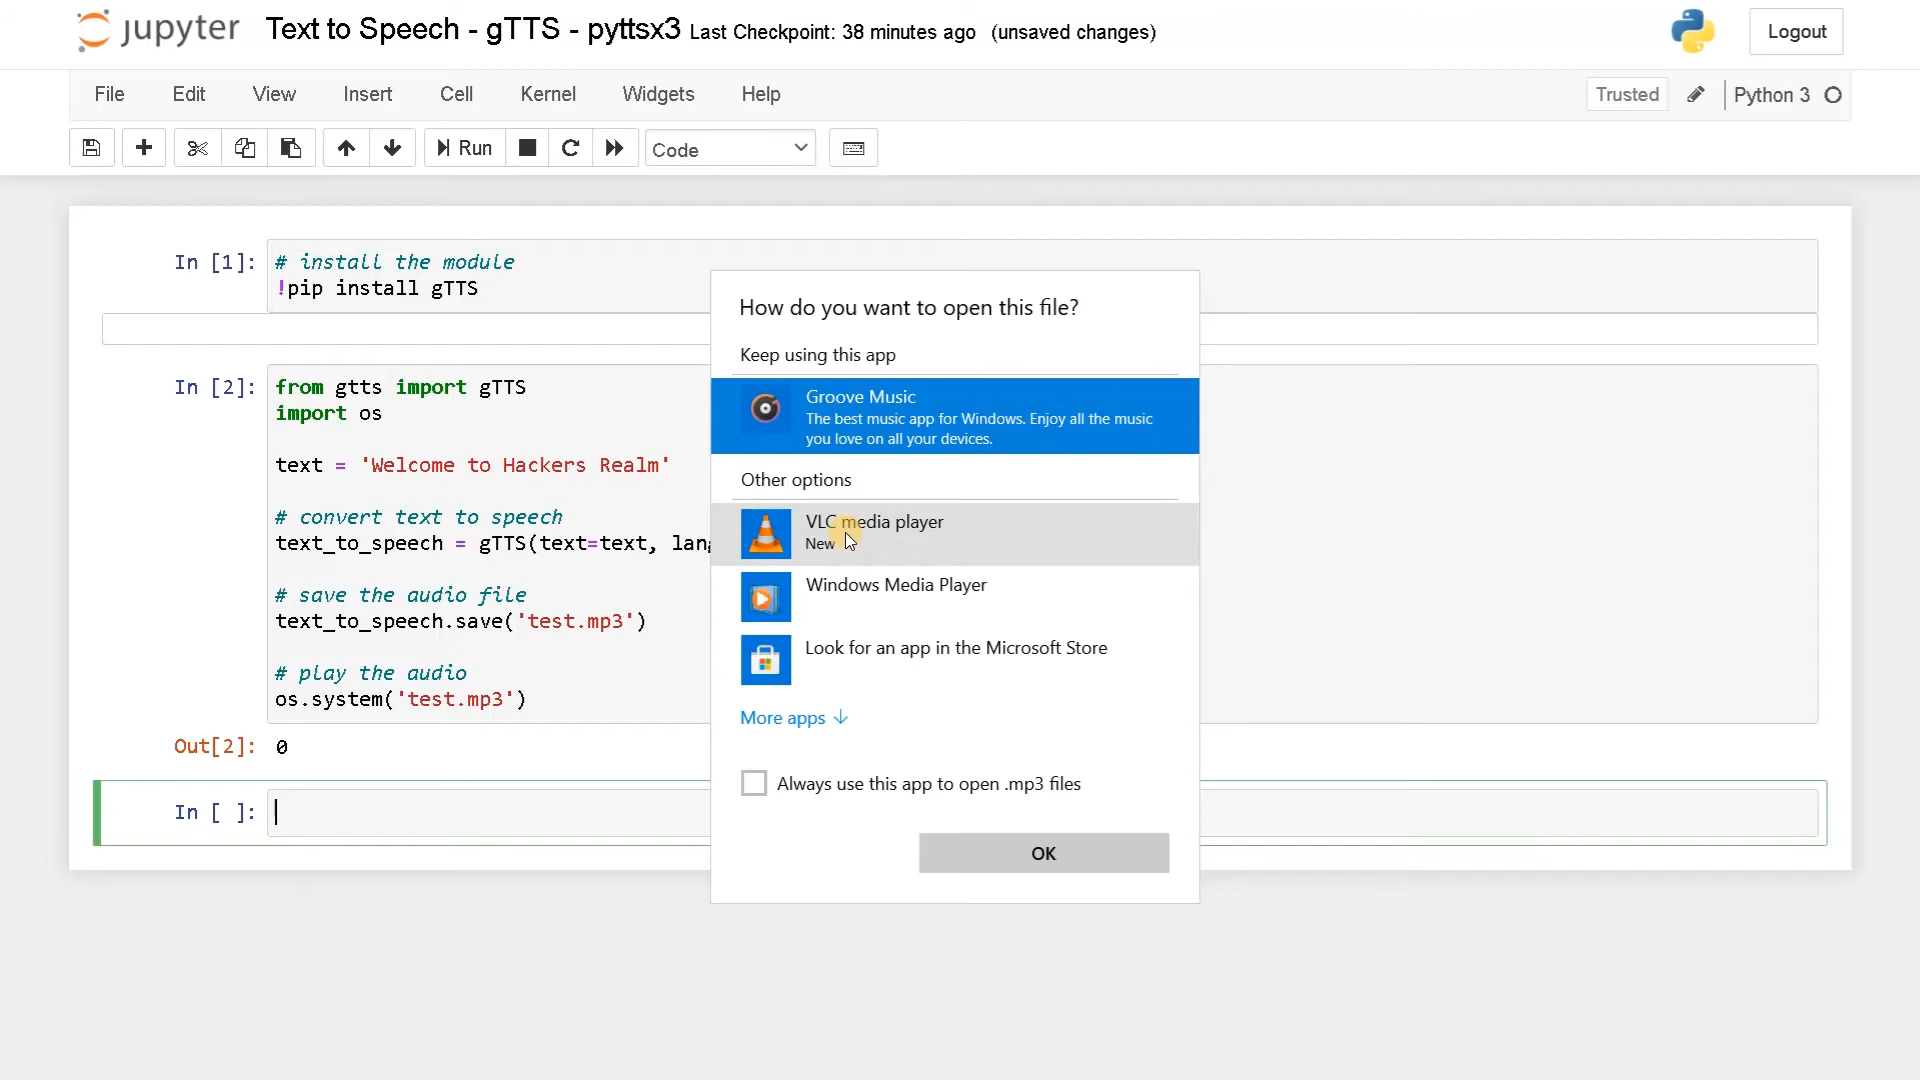 jupyter Text to Speech - gTTS - pyttsx3 Last Checkpoint: 38 minutes ago (unsaved changes)
Logout
File Edit View Insert Cell Kernel Widgets Help
Trusted Python 3
Run Code
In [1]: # install the module
!pip install gTTS
In [2]: from gtts import gTTS
import os
text = 'Welcome to Hackers Realm'
# convert text to speech
text_to_speech = gTTS(text=text, lang
# save the audio file
text_to_speech.save('test.mp3')
# play the audio
os.system('test.mp3')
Out[2]: 0
In [ ]:
How do you want to open this file?
Keep using this app
Groove Music
The best music app for Windows. Enjoy all the music
you love on all your devices.
Other options
VLC media player
New
Windows Media Player
Look for an app in the Microsoft Store
More apps
Always use this app to open .mp3 files
OK